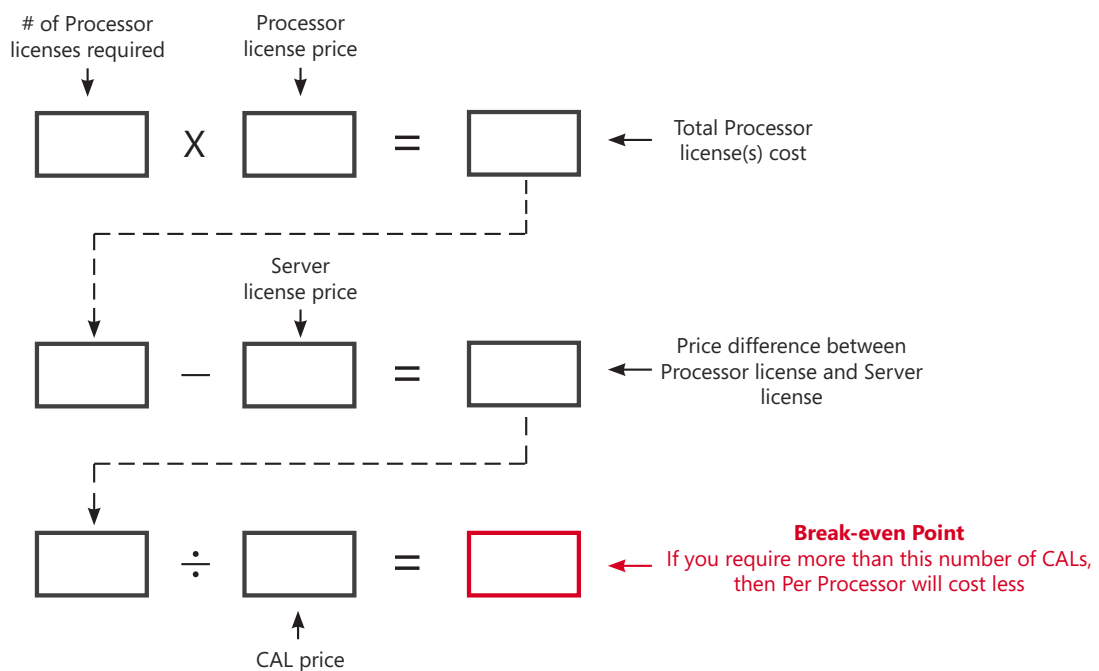 # of Processor
licenses required
Processor
license price
X
=
Total Processor
license(s) cost
Server
license price
–
=
Price difference between
Processor license and Server
license
÷
=
Break-even Point
If you require more than this number of CALs,
then Per Processor will cost less
CAL price